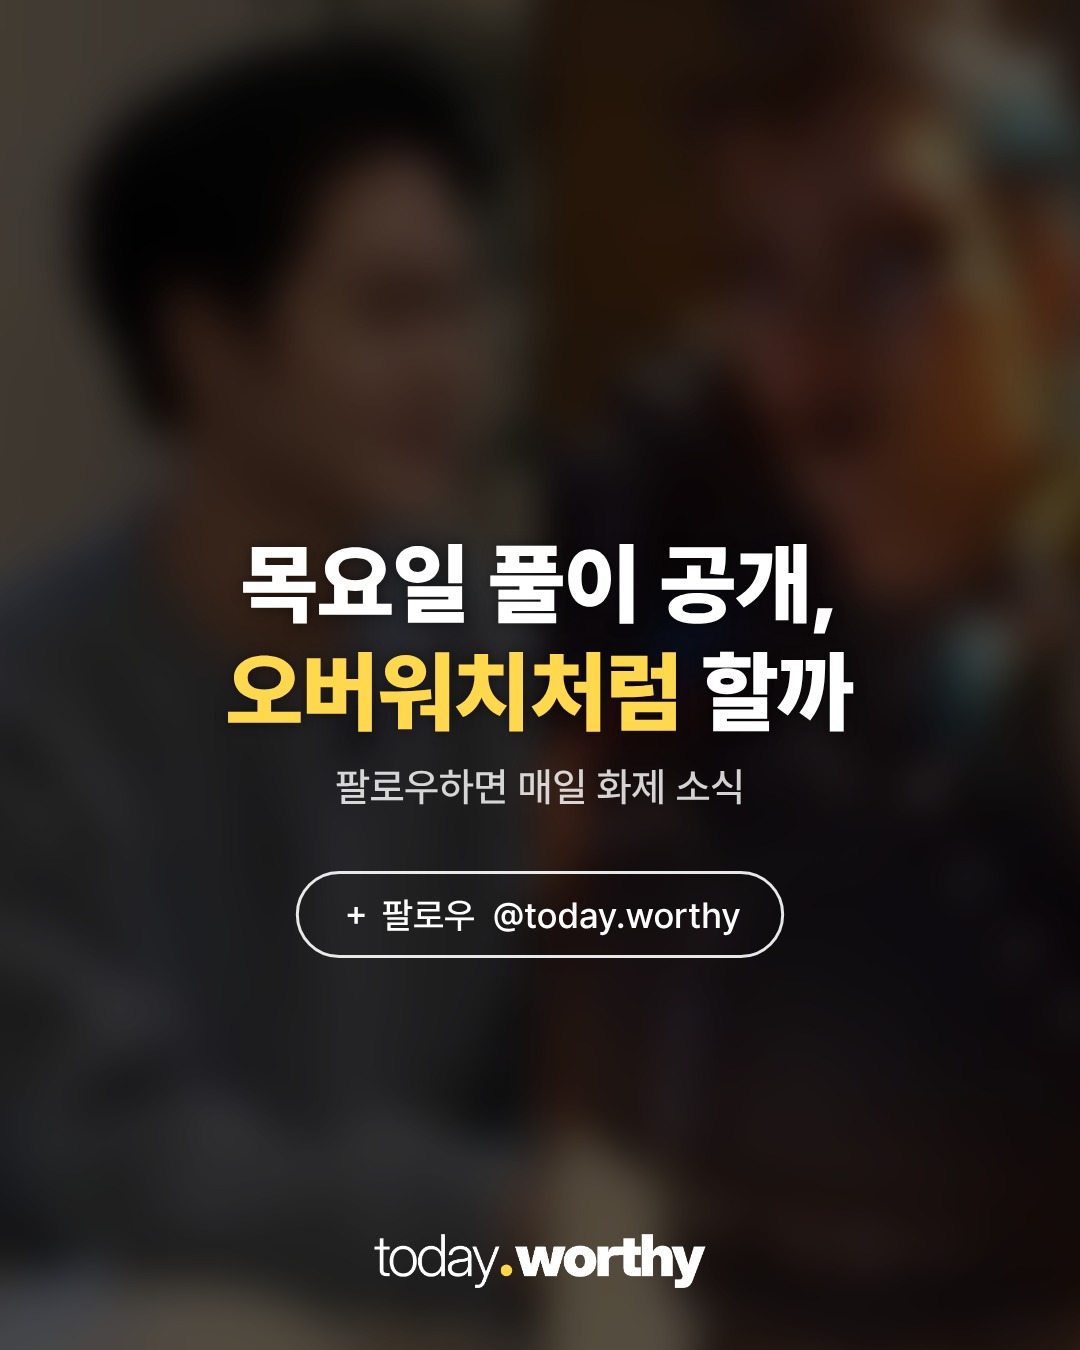 목요일 풀이 공개,
오버워치처럼 할까
팔로우하면 매일 화제 소식
+ 팔로우 @today.worthy
today.worthy